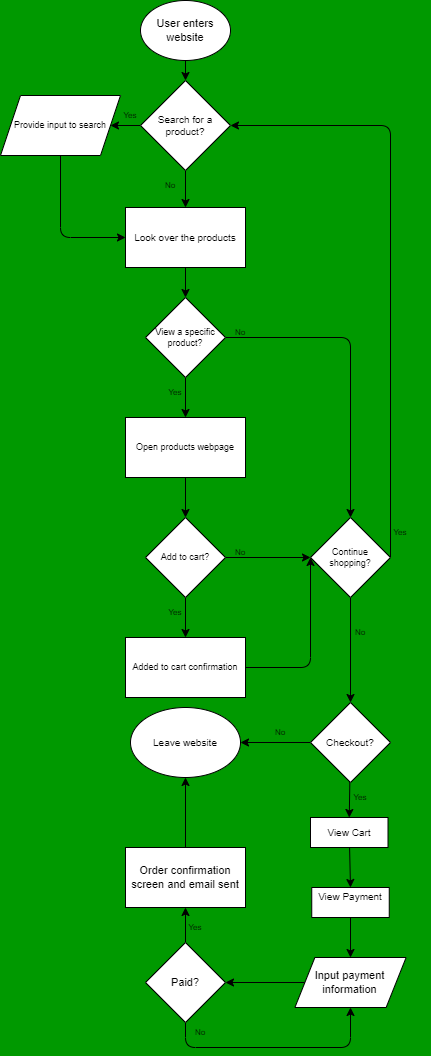 User enters
website
Search for a
product?
Yes
Provide input to search
No
Look over the products
View a specific
product?
No
Yes
Open products webpage
Add to cart?
No
Continue
shopping?
Yes
Yes
Added to cart confirmation
No
Leave website
No
Checkout?
Yes
View Cart
Order confirmation
screen and email sent
View Payment
Yes
Paid?
Input payment
information
No